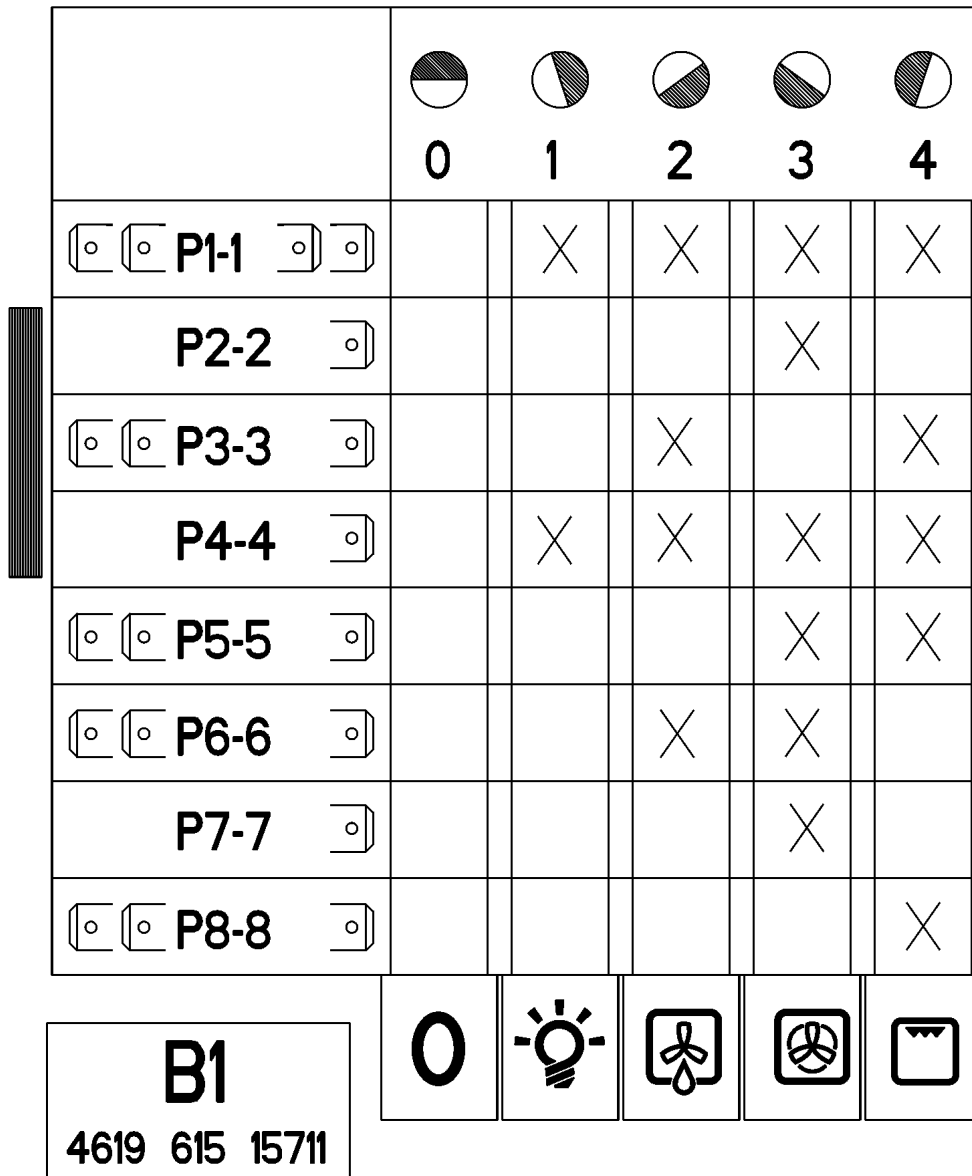 0 1 2 3 4
P1-1 X X X X
P2-2 X
P3-3 X X
P4-4 X X X X
P5-5 X X
P6-6 X X
P7-7 X
P8-8 X
0
B1
4619 615 15711